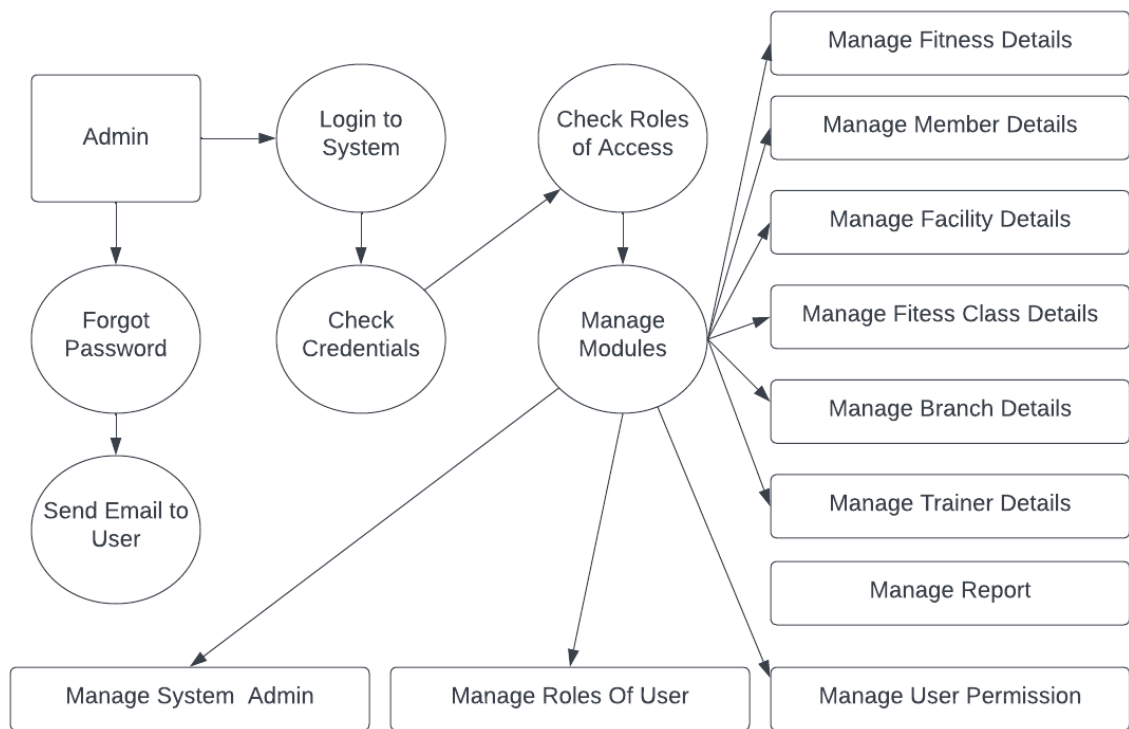 Admin
Login to
System
Check Roles
of Access
Manage Fitness Details
Manage Member Details
Manage Facility Details
Manage Fitess Class Details
Manage Branch Details
Manage Trainer Details
Manage Report
Forgot
Password
Check
Credentials
Manage
Modules
Send Email to
User
Manage System  Admin
Manage Roles Of User
Manage User Permission